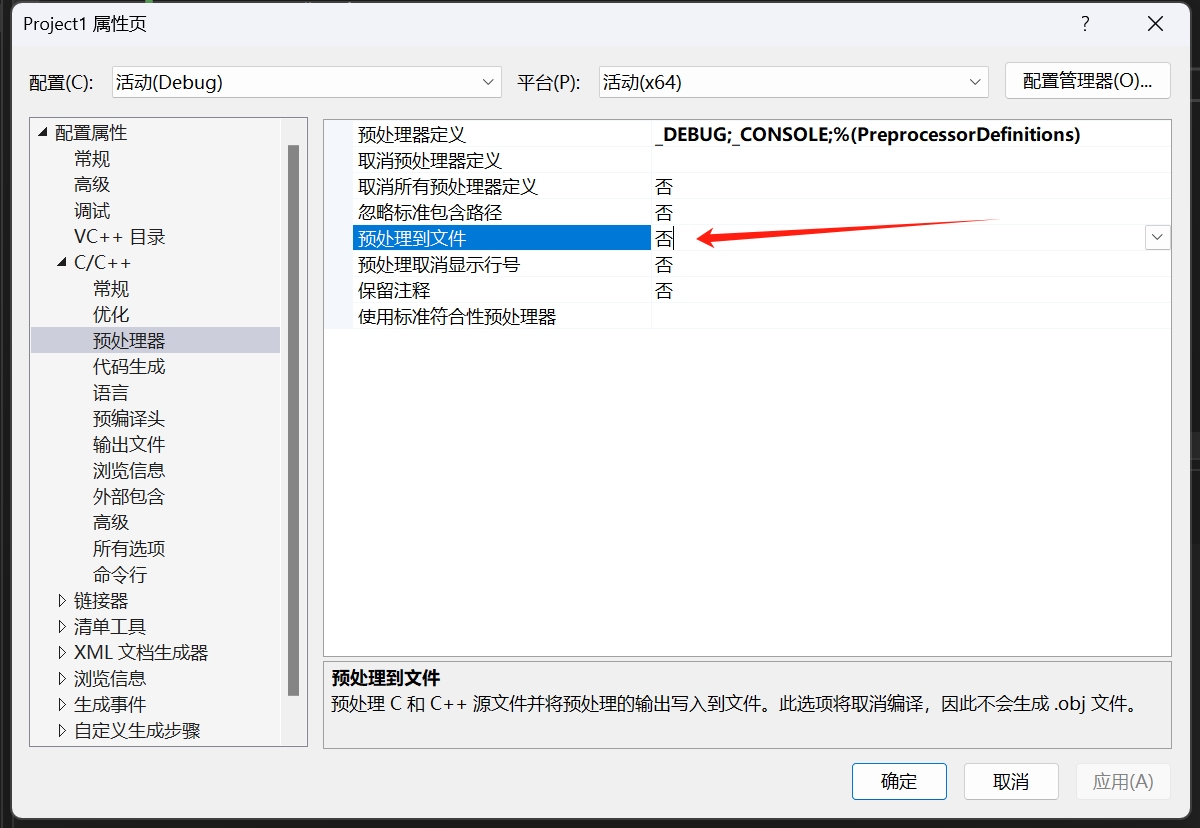 Project1 属性页
?
配置(C):
活动(Debug)
平台(P):
活动(x64)
配置管理器(O)...
配置属性
常规
高级
调试
VC++ 目录
C/C++
常规
优化
预处理器
代码生成
语言
预编译头
输出文件
浏览信息
外部包含
高级
所有选项
命令行
链接器
清单工具
XML 文档生成器
浏览信息
生成事件
自定义生成步骤
预处理器定义 _DEBUG;_CONSOLE;%(PreprocessorDefinitions)
取消预处理器定义
取消所有预处理器定义 否
忽略标准包含路径 否
预处理到文件 否
预处理取消显示行号 否
保留注释 否
使用标准符合性预处理器
预处理到文件
预处理 C 和 C++ 源文件并将预处理的输出写入到文件。此选项将取消编译，因此不会生成 .obj 文件。
确定
取消
应用(A)